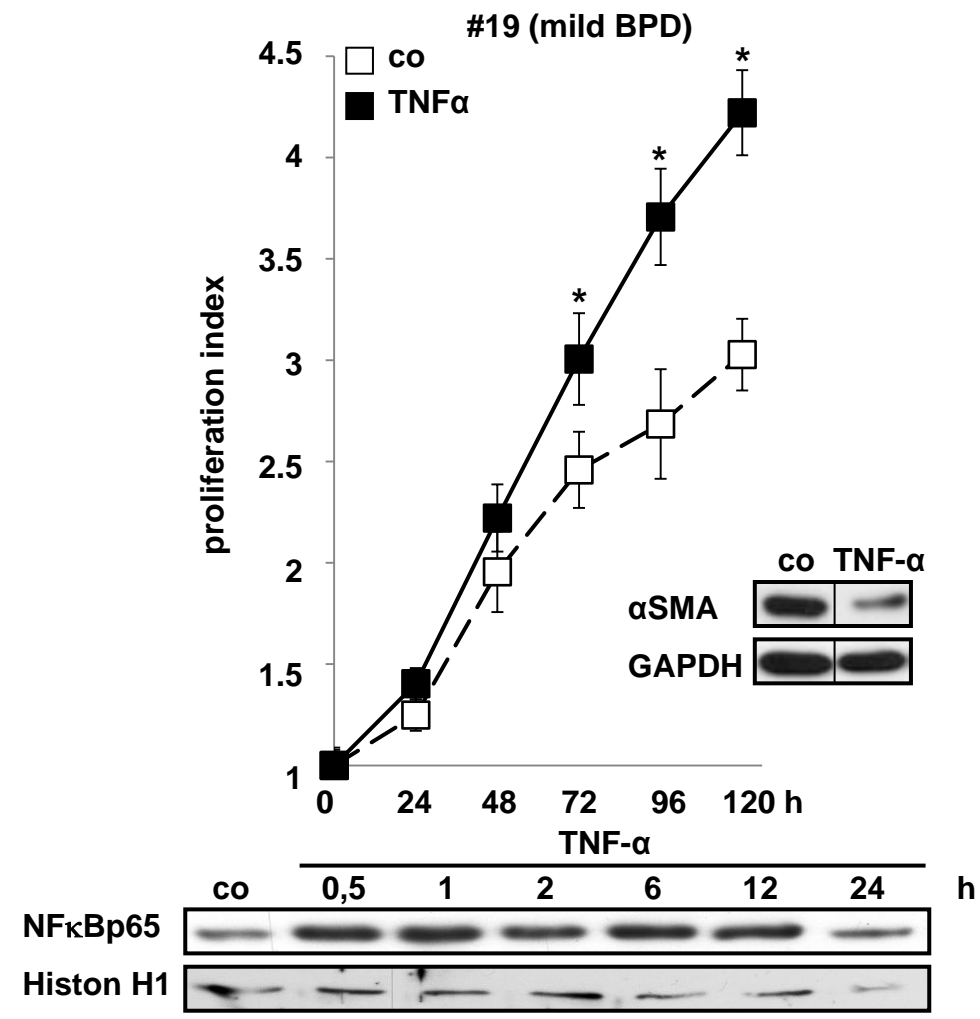 #19 (mild BPD)
4.5
co
TNFα
*
4
*
3.5
*
proliferation index
3
2.5
2
co TNF-α
αSMA
1.5
GAPDH
1
0 24 48 72 96 120 h
TNF-α
co 0,5 1 2 6 12 24 h
NFκBp65
Histon H1